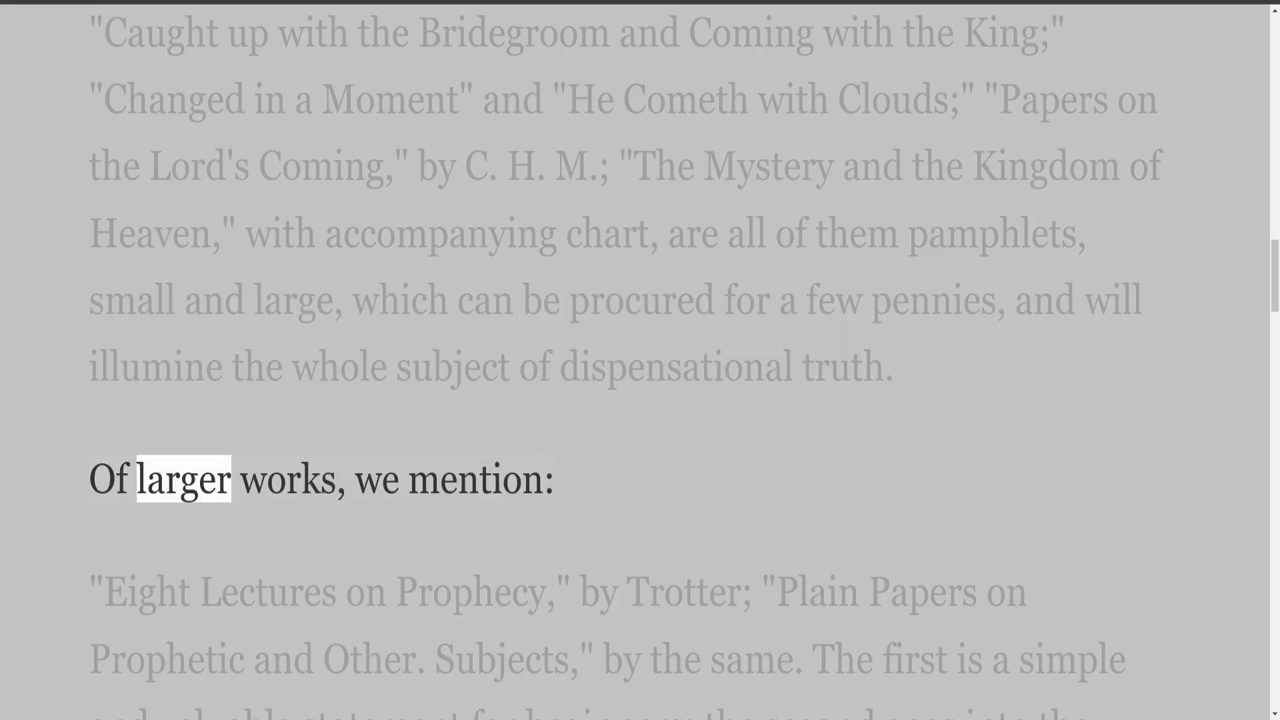 "Caught up with the Bridegroom and Coming with the King;"
"Changed in a Moment" and "He Cometh with Clouds;" "Papers on
the Lord's Coming," by C. H. M.; "The Mystery and the Kingdom of
Heaven," with accompanying chart, are all of them pamphlets,
small and large, which can be procured for a few pennies, and will
illumine the whole subject of dispensational truth.
Of larger works, we mention:
"Eight Lectures on Prophecy," by Trotter; "Plain Papers on
Prophetic and Other. Subjects," by the same. The first is a simple